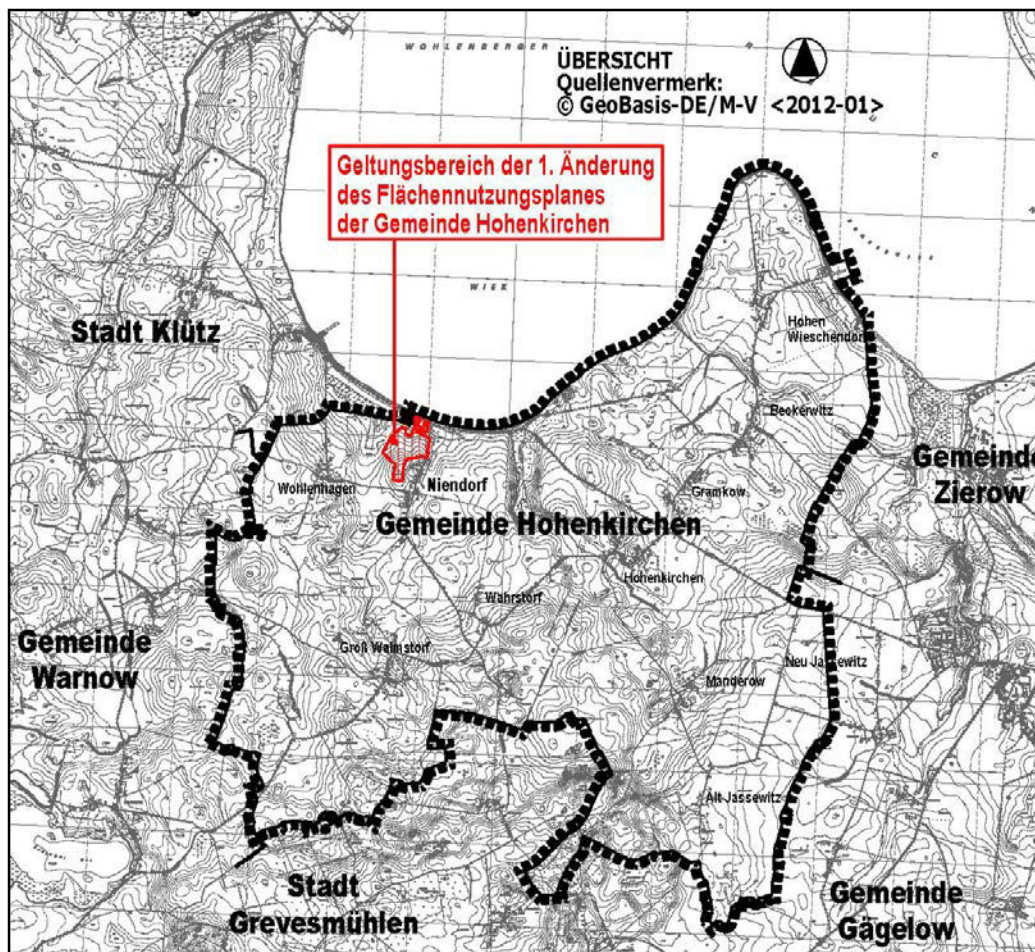 WOHLENBERGER
ÜBERSICHT
Quellenvermerk:
© GeoBasis-DE/M-V <2012-01>
Geltungsbereich der 1. Änderung
des Flächennutzungsplanes
der Gemeinde Hohenkirchen
WIEK
Stadt Klütz
Hohen
Wieschendorf
Beckerwitz
Gemeinde
Zierow
Wohlenhagen
Niendorf
Gramkow
Gemeinde Hohenkirchen
Hohenkirchen
Wahrstorf
Gemeinde
Warnow
Groß Walmstorf
Neu Jassewitz
Manderow
Alt Jassewitz
Stadt
Grevesmühlen
Gemeinde
Gägelow